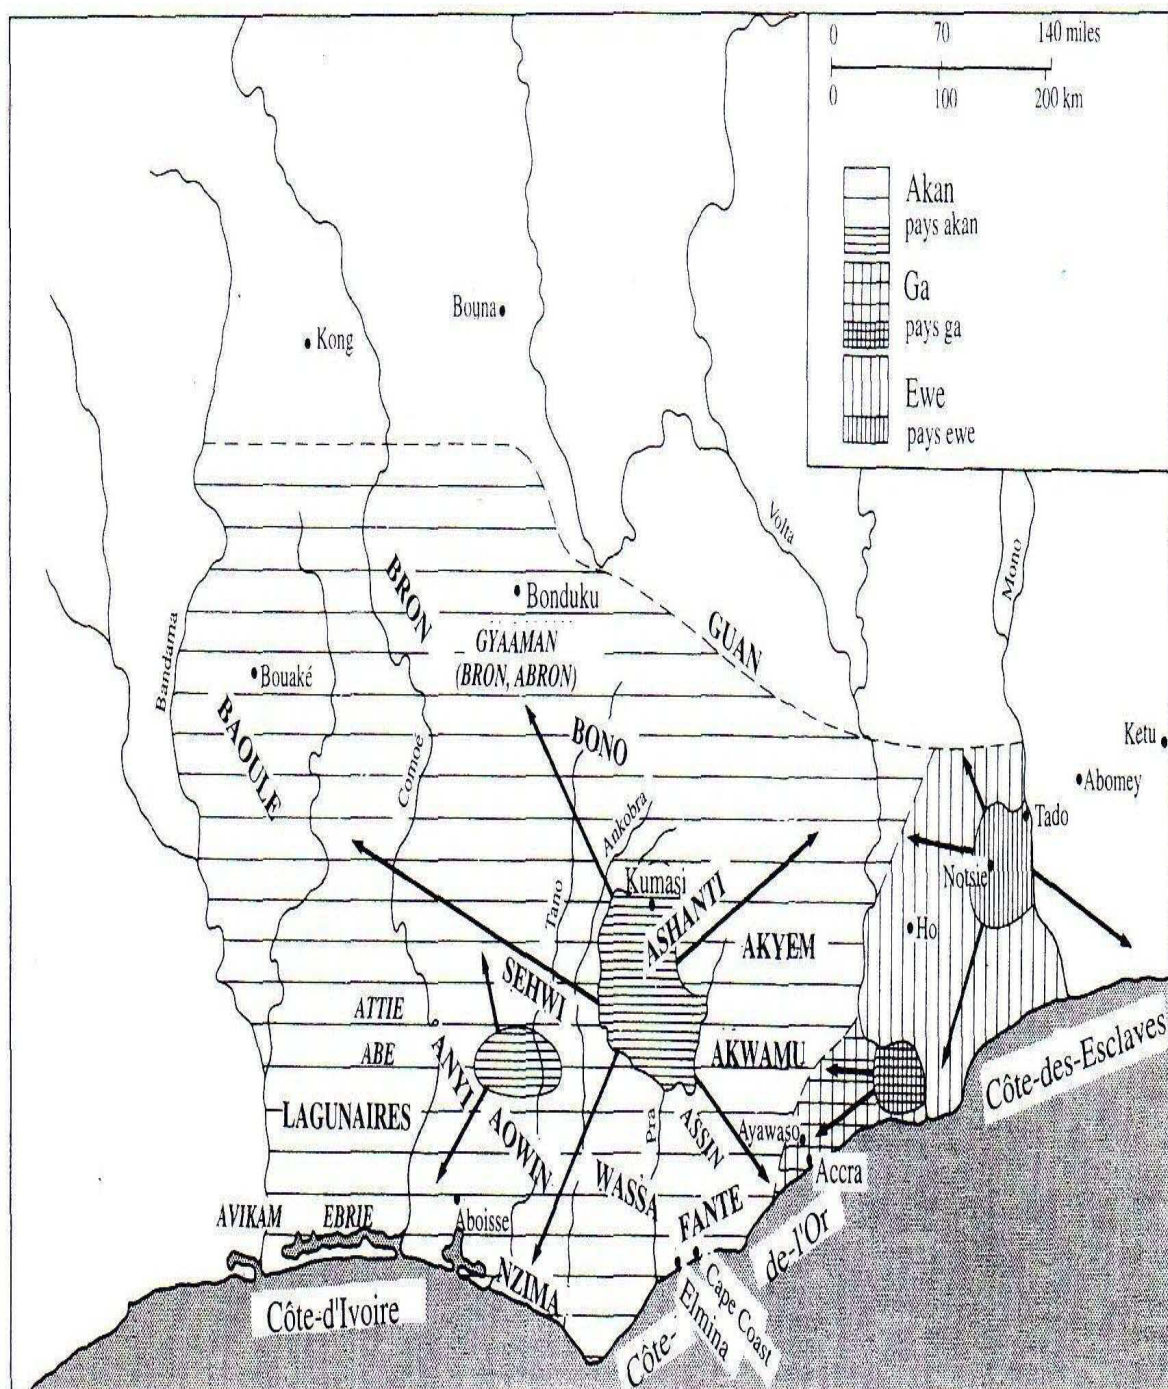 0 70 140 miles
0 100 200 km
Akan
pays akan
Ga
pays ga
Ewe
pays ewe
Bouna
Kong
Volta
Mono
BRON
Bonduku
GYAAMAN
(BRON, ABRON)
GUAN
Bandama
Bouaké
BAOULE
Comoé
BONO
Ketu
Abomey
Tado
Ankobra
Notsie
Kumasi
ASHANTI
Tano
Ho
AKYEM
SEHWI
ATTIE
ABE
ANYI
AKWAMU
Côte-des-Esclaves
LAGUNAIRES
AOWIN
Pra
ASSIN
Ayawaso
Accra
WASSA
FANTE
AVIKAM
EBRIE
Aboisse
NZIMA
Côte-d'Ivoire
Côte-
de-l'Or
Elmina
Cape Coast